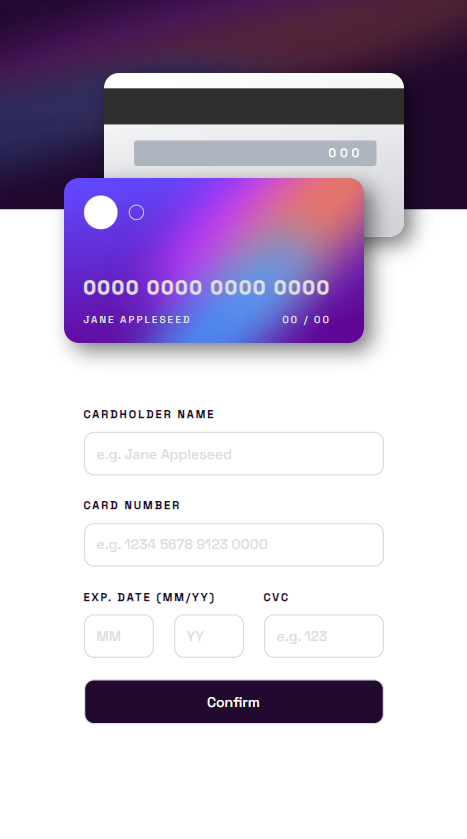 000
0000 0000 0000 0000
JANE APPLESEED 00 / 00
CARDHOLDER NAME
e.g. Jane Appleseed
CARD NUMBER
e.g. 1234 5678 9123 0000
EXP. DATE (MM/YY) CVC
MM YY e.g. 123
Confirm